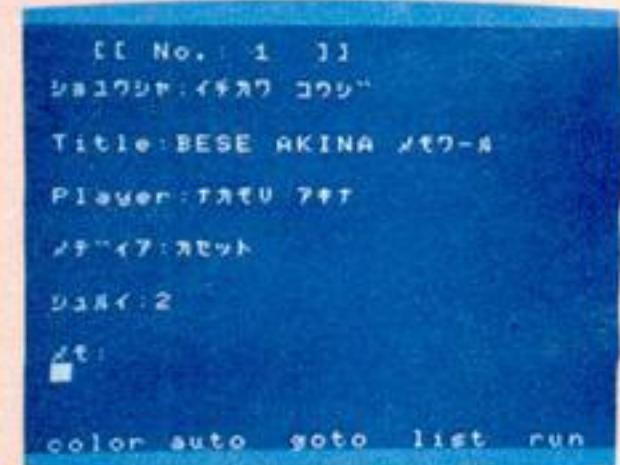 [[ No.: 1 ]]
ショユウシャ:イチカワ コウジ
Title:BESE AKINA メモワール
Player:ナカモリ アキナ
メディア:カセット
シュルイ:2
メモ:
color auto goto list run